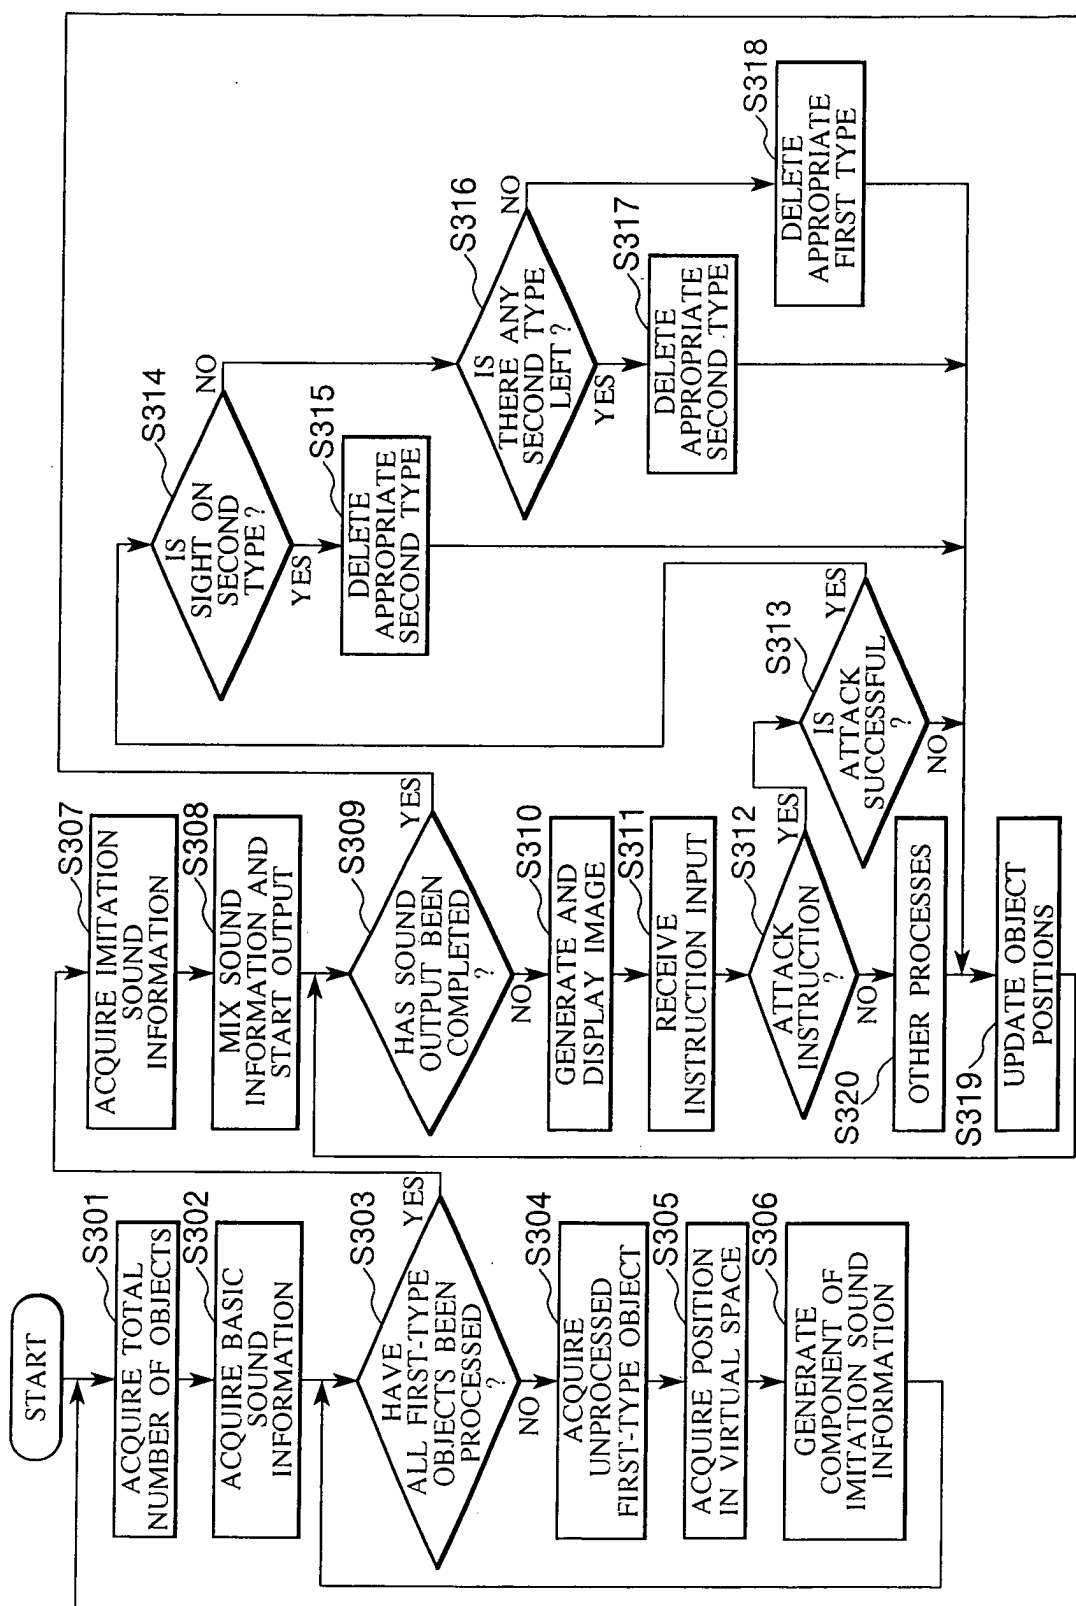 START
S301
ACQUIRE TOTAL
NUMBER OF OBJECTS
S302
ACQUIRE BASIC
SOUND
INFORMATION
S303
HAVE
ALL FIRST-TYPE
OBJECTS BEEN
PROCESSED
?
YES
NO
S304
ACQUIRE
UNPROCESSED
FIRST-TYPE OBJECT
S305
ACQUIRE POSITION
IN VIRTUAL SPACE
S306
GENERATE
COMPONENT OF
IMITATION SOUND
INFORMATION
S307
ACQUIRE IMITATION
SOUND
INFORMATION
S308
MIX SOUND
INFORMATION AND
START OUTPUT
S309
HAS SOUND
OUTPUT BEEN
COMPLETED
?
YES
NO
S310
GENERATE AND
DISPLAY IMAGE
S311
RECEIVE
INSTRUCTION INPUT
S312
ATTACK
INSTRUCTION
?
YES
NO
S320
OTHER PROCESSES
S319
UPDATE OBJECT
POSITIONS
S313
IS
ATTACK
SUCCESSFUL
?
YES
NO
S314
IS
SIGHT ON
SECOND
TYPE?
NO
YES
S315
DELETE
APPROPRIATE
SECOND TYPE
S316
IS
THERE ANY
SECOND TYPE
LEFT?
NO
YES
S317
DELETE
APPROPRIATE
SECOND TYPE
S318
DELETE
APPROPRIATE
FIRST TYPE